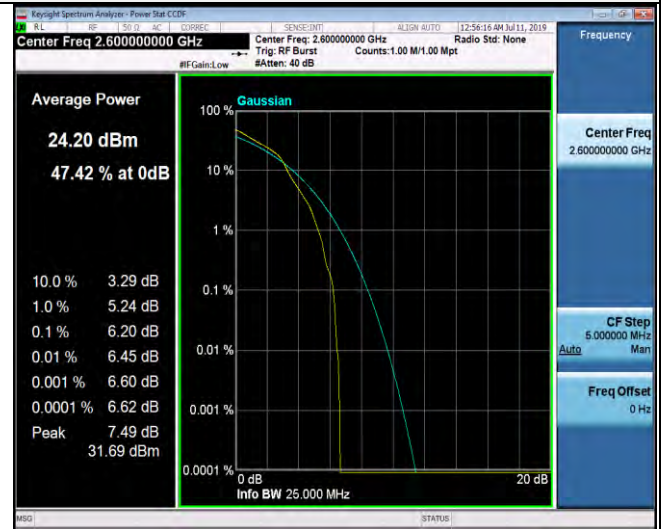 Keysight Spectrum Analyzer - Power Stat CCDF
RL RF 50 Ω AC CORREC SENSE:INT ALIGN AUTO 12:56:16 AM Jul 11, 2019
Center Freq 2.600000000 GHz
Center Freq: 2.600000000 GHz Radio Std: None
Trig: RF Burst Counts:1.00 M/1.00 Mpt
#IFGain:Low #Atten: 40 dB
Frequency
Average Power
24.20 dBm
47.42 % at 0dB
10.0 % 3.29 dB
1.0 % 5.24 dB
0.1 % 6.20 dB
0.01 % 6.45 dB
0.001 % 6.60 dB
0.0001 % 6.62 dB
Peak 7.49 dB
31.69 dBm
Gaussian
100 %
10 %
1 %
0.1 %
0.01 %
0.001 %
0.0001 %
0 dB 20 dB
Info BW 25.000 MHz
Center Freq
2.600000000 GHz
CF Step
5.000000 MHz
Auto Man
Freq Offset
0 Hz
MSG STATUS